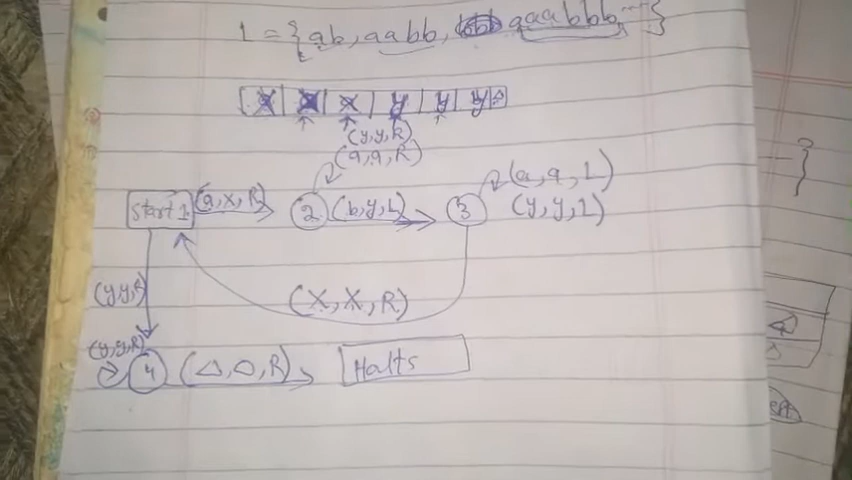 L = {ab, aabb, aaabbb, ...}
X X X y y y Δ
(y, y, R)
(a, a, R)
(a, a, L)
Start 1 (a, X, R) 2 (b, y, L) 3 (y, y, L)
(y, y, R) (X, X, R)
(y, y, R)
4 (Δ, Δ, R) Halts